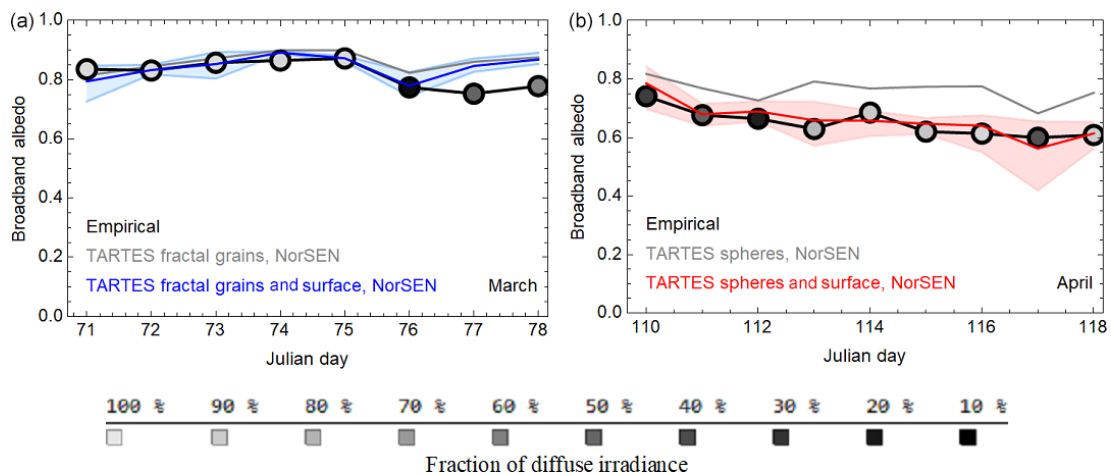 (a)
1.0
0.8
0.6
0.4
0.2
0.0
Broadband albedo
Empirical
TARTES fractal grains, NorSEN
TARTES fractal grains and surface, NorSEN
March
71 72 73 74 75 76 77 78
Julian day
(b)
1.0
0.8
0.6
0.4
0.2
0.0
Broadband albedo
Empirical
TARTES spheres, NorSEN
TARTES spheres and surface, NorSEN
April
110 112 114 116 118
Julian day
100 % 90 % 80 % 70 % 60 % 50 % 40 % 30 % 20 % 10 %
Fraction of diffuse irradiance